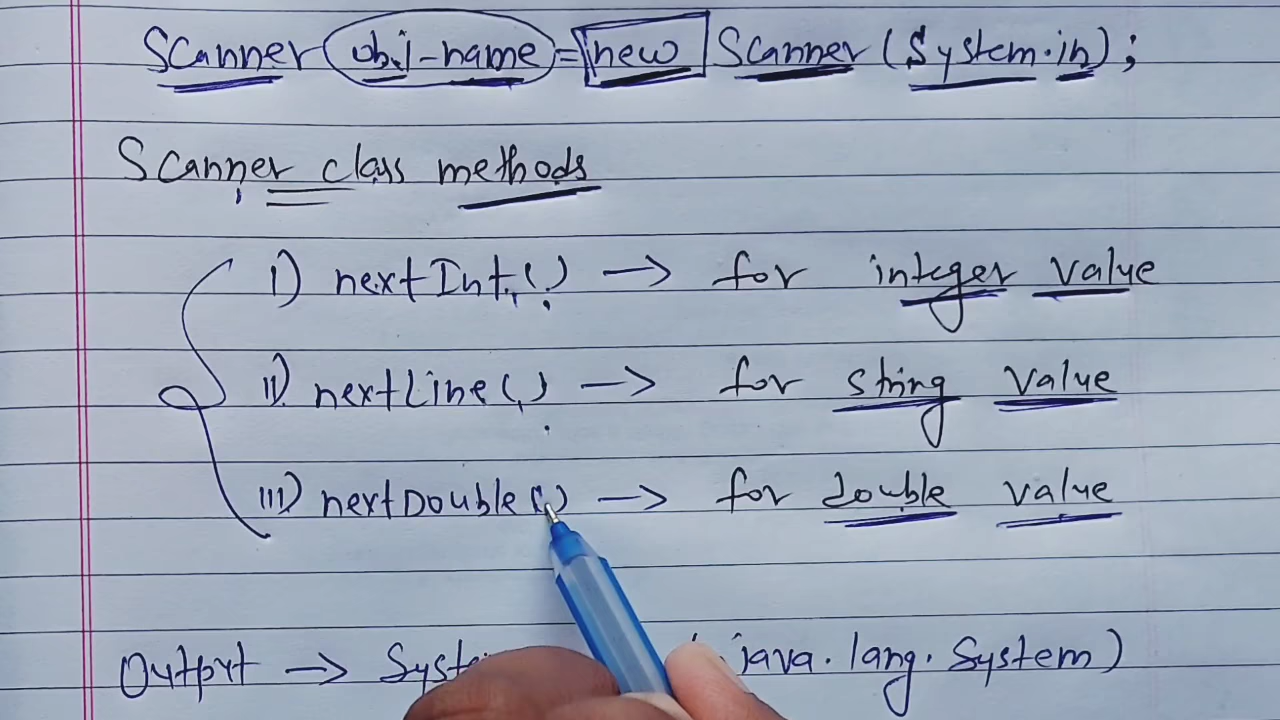 Scanner obj-name = new Scanner (System.in);
Scanner class methods
I) nextInt() → for integer value
II) nextLine() → for string value
III) nextDouble() → for double value
Output → java.lang.System)